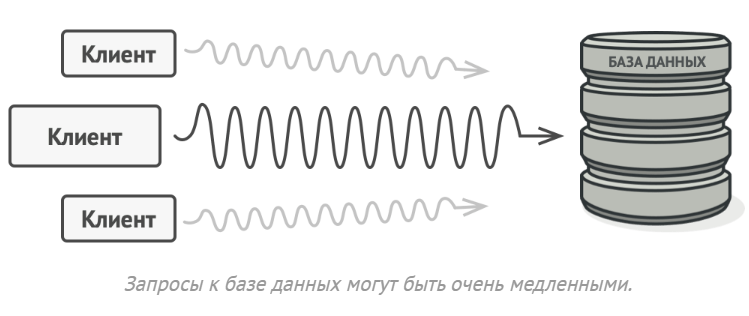 Клиент
БАЗА ДАННЫХ
Клиент
Клиент
Запросы к базе данных могут быть очень медленными.